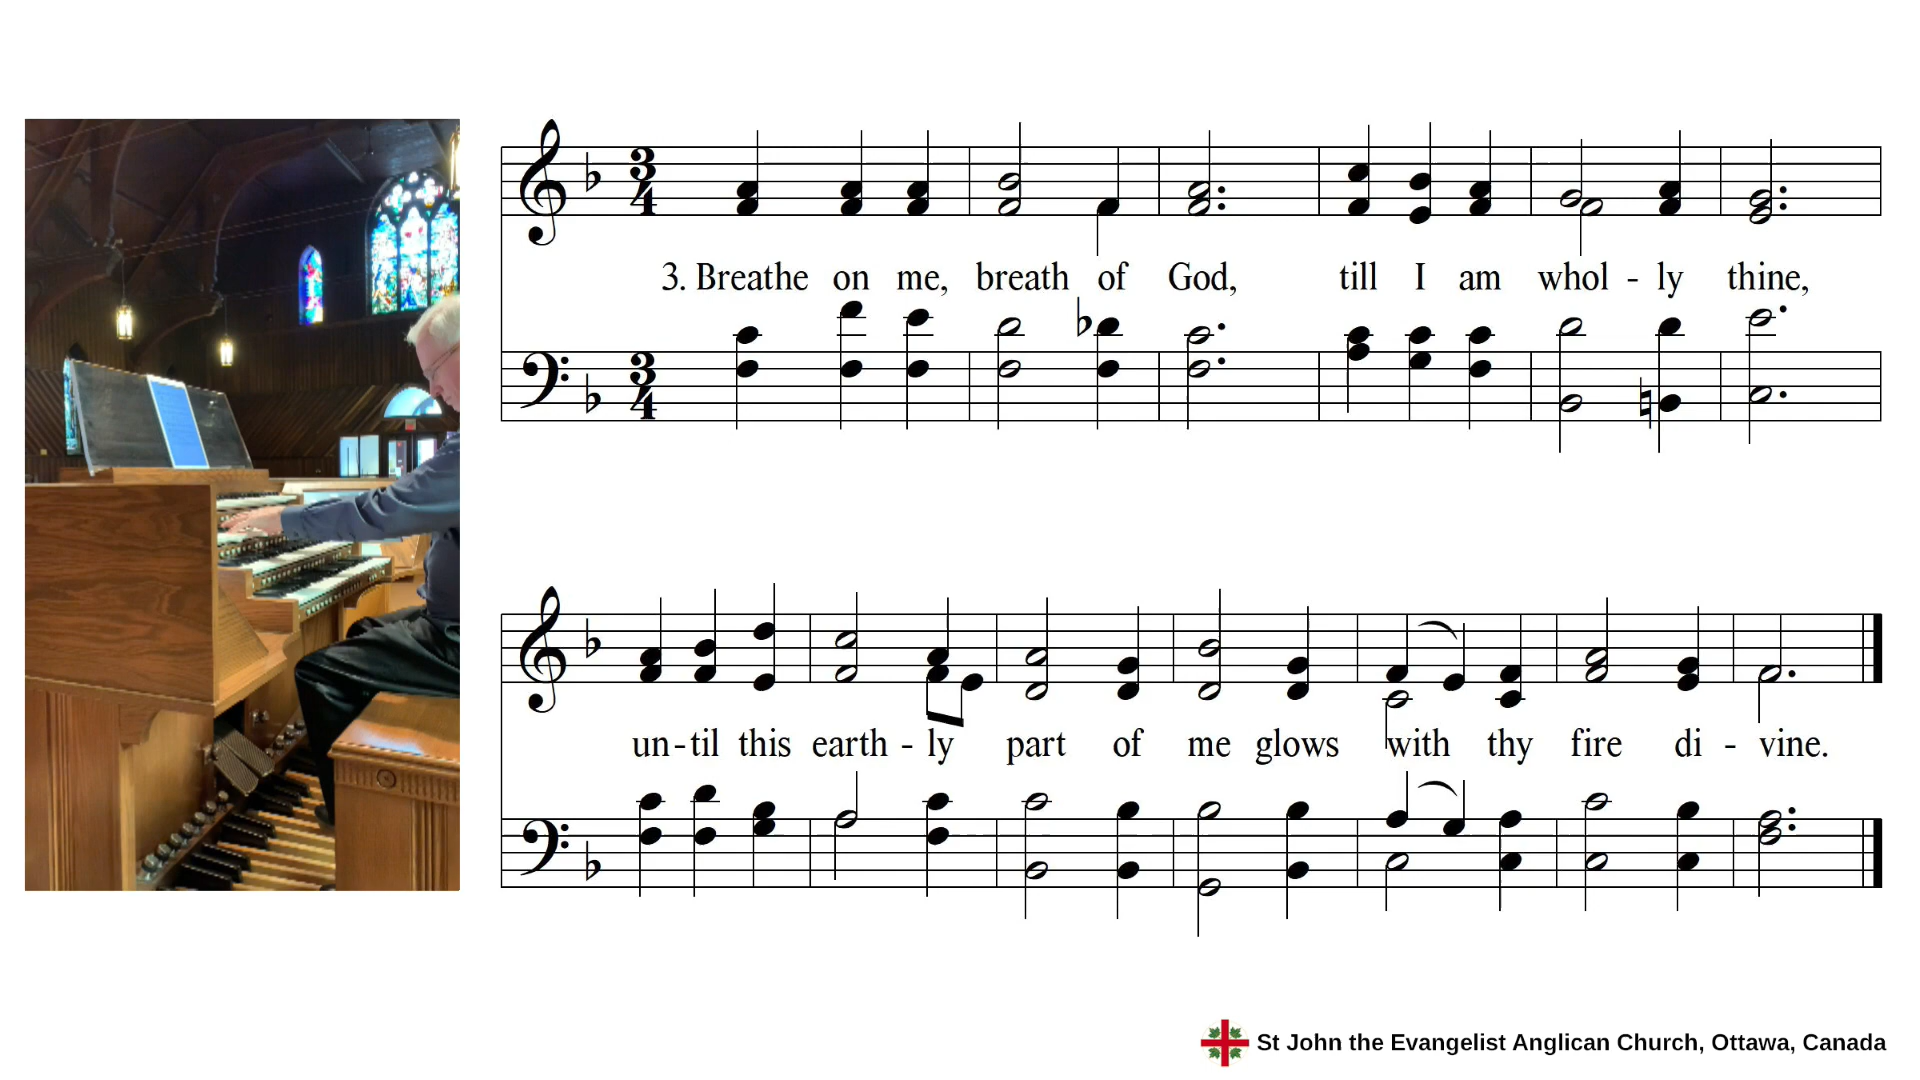 3. Breathe on me, breath of God, till I am whol - ly thine,
un - til this earth - ly part of me glows with thy fire di - vine.
St John the Evangelist Anglican Church, Ottawa, Canada